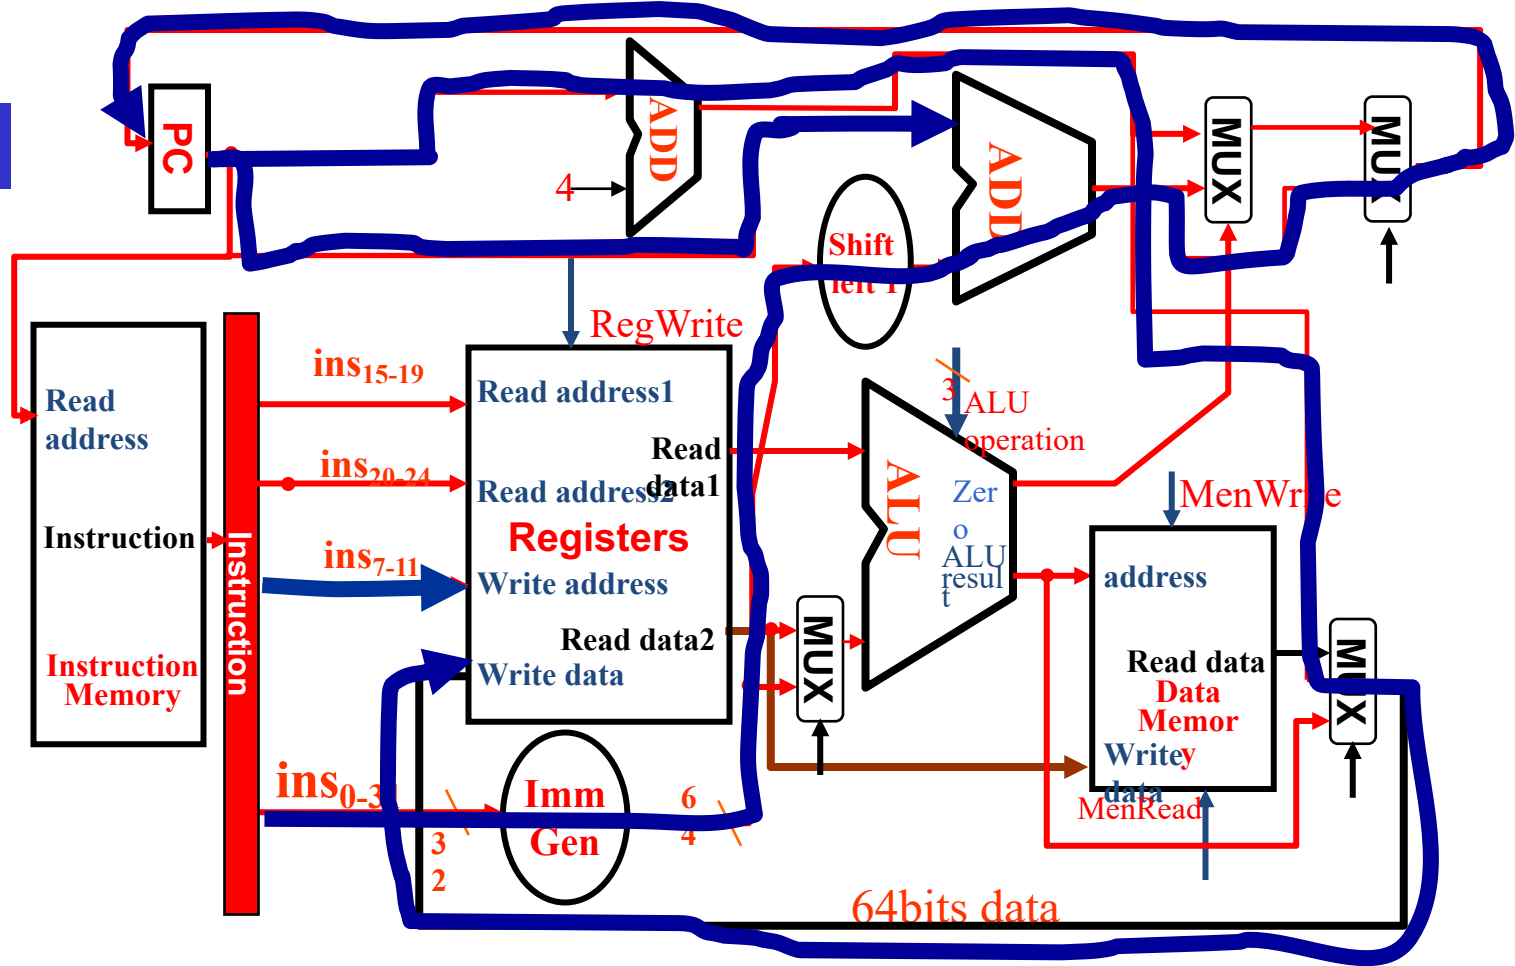 PC
ADD
4
ADD
MUX
MUX
Shift
left 1
RegWrite
ins15-19
Read
address
Read address1
3
ALU
operation
Read
data1
ins20-24
Read address2
ALU
Zer
o
MenWrite
Instruction
Instruction
Registers
ins7-11
Write address
ALU
resul
t
address
Read data2
MUX
Write data
Instruction
Memory
Read data
Data
Memor
y
MUX
Write
data
ins0-31
Imm
Gen
3
2
6
4
MenRead
64bits data